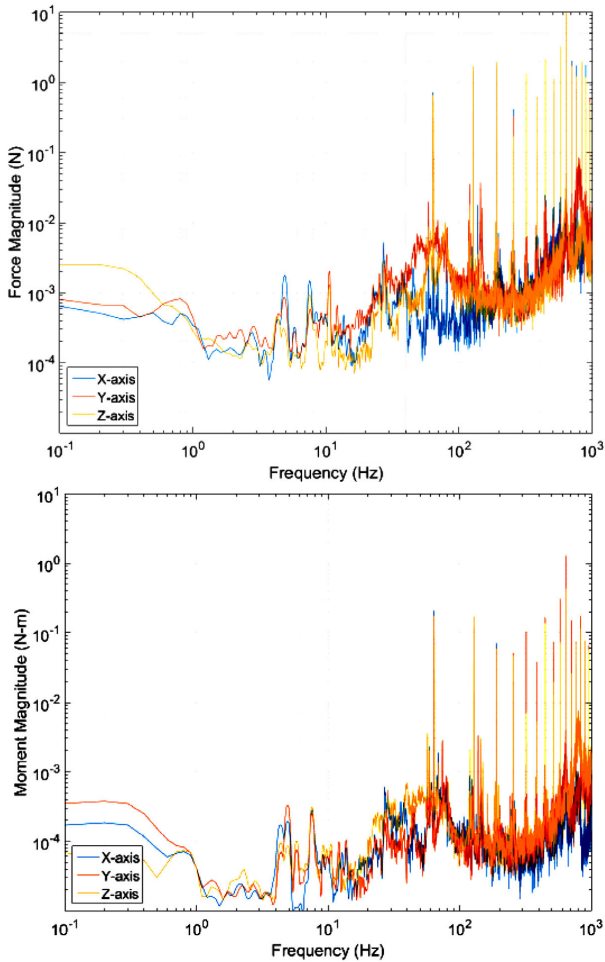 10^1
10^0
10^-1
10^-2
10^-3
10^-4
Force Magnitude (N)
X-axis
Y-axis
Z-axis
10^-1 10^0 10^1 10^2 10^3
Frequency (Hz)
10^1
10^0
10^-1
10^-2
10^-3
10^-4
Moment Magnitude (N-m)
X-axis
Y-axis
Z-axis
10^-1 10^0 10^1 10^2 10^3
Frequency (Hz)